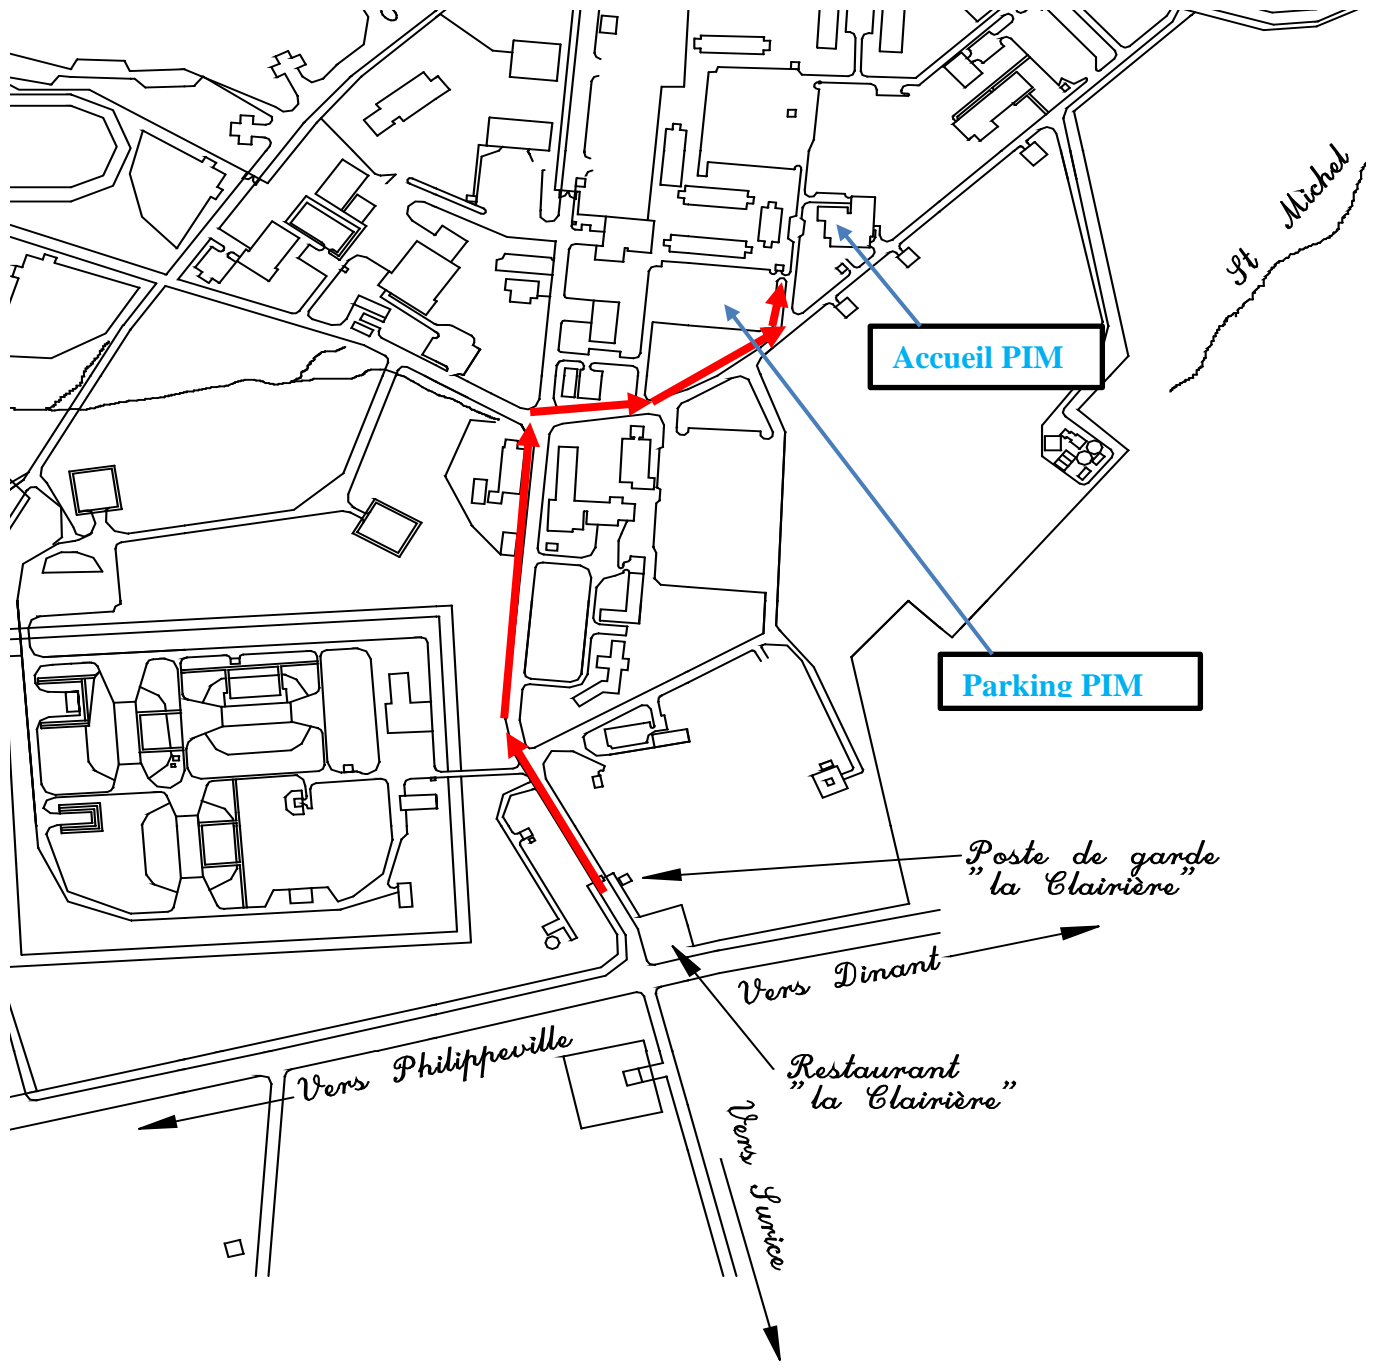 St Michel
Accueil PIM
Parking PIM
Poste de garde
"la Clairière"
Vers Dinant
Vers Philippeville
Restaurant
"la Clairière"
Vers Surice